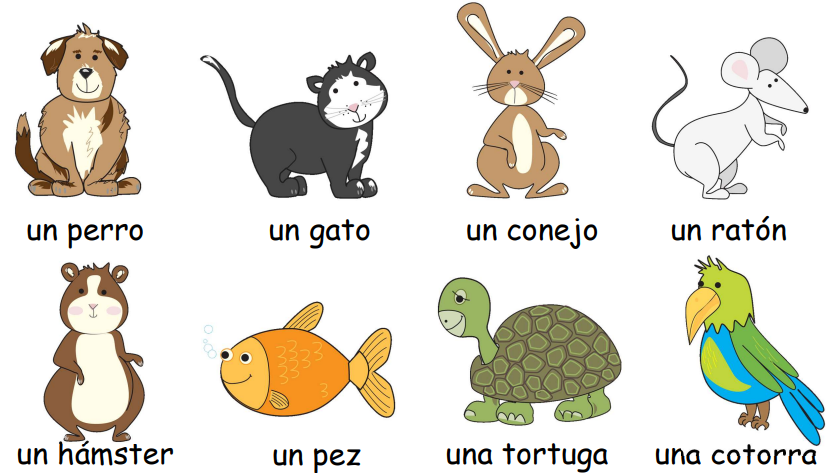 un perro
un gato
un conejo
un ratón
un hámster
un pez
una tortuga
una cotorra